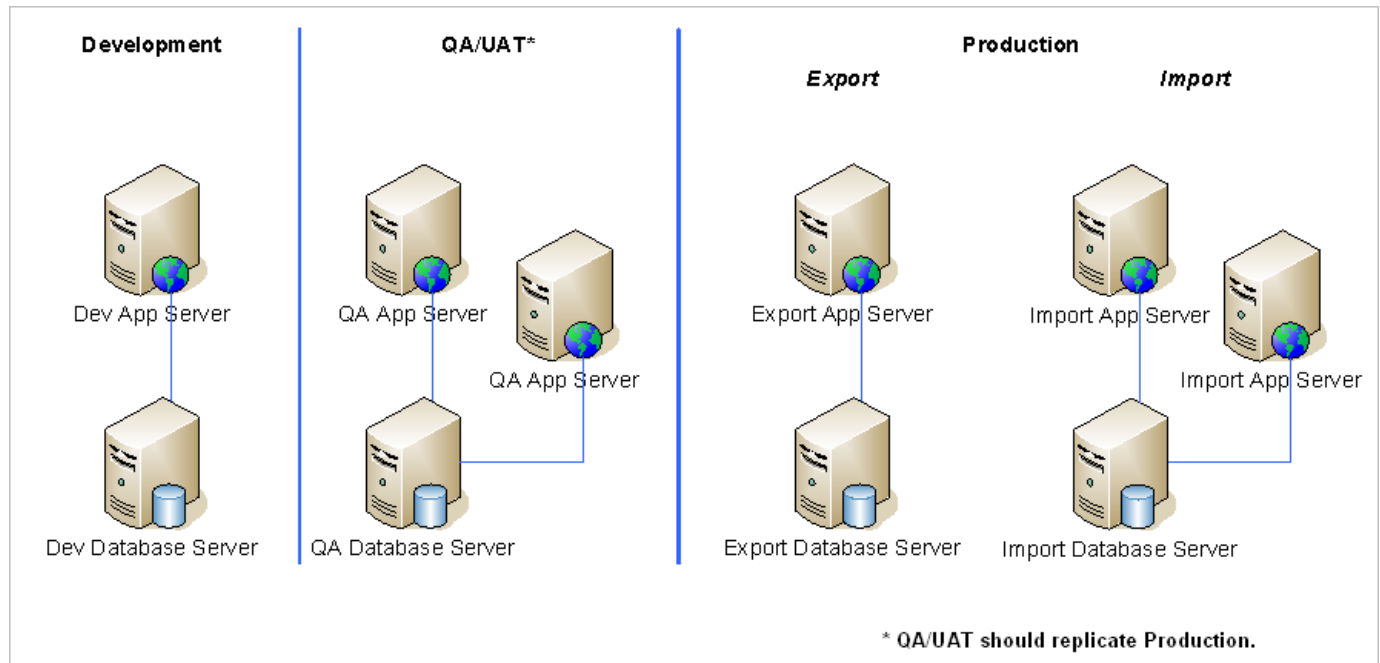 Development
QA/UAT*
Production
Export
Import
Dev App Server
QA App Server
QA App Server
Export App Server
Import App Server
Import App Server
Dev Database Server
QA Database Server
Export Database Server
Import Database Server
* QA/UAT should replicate Production.